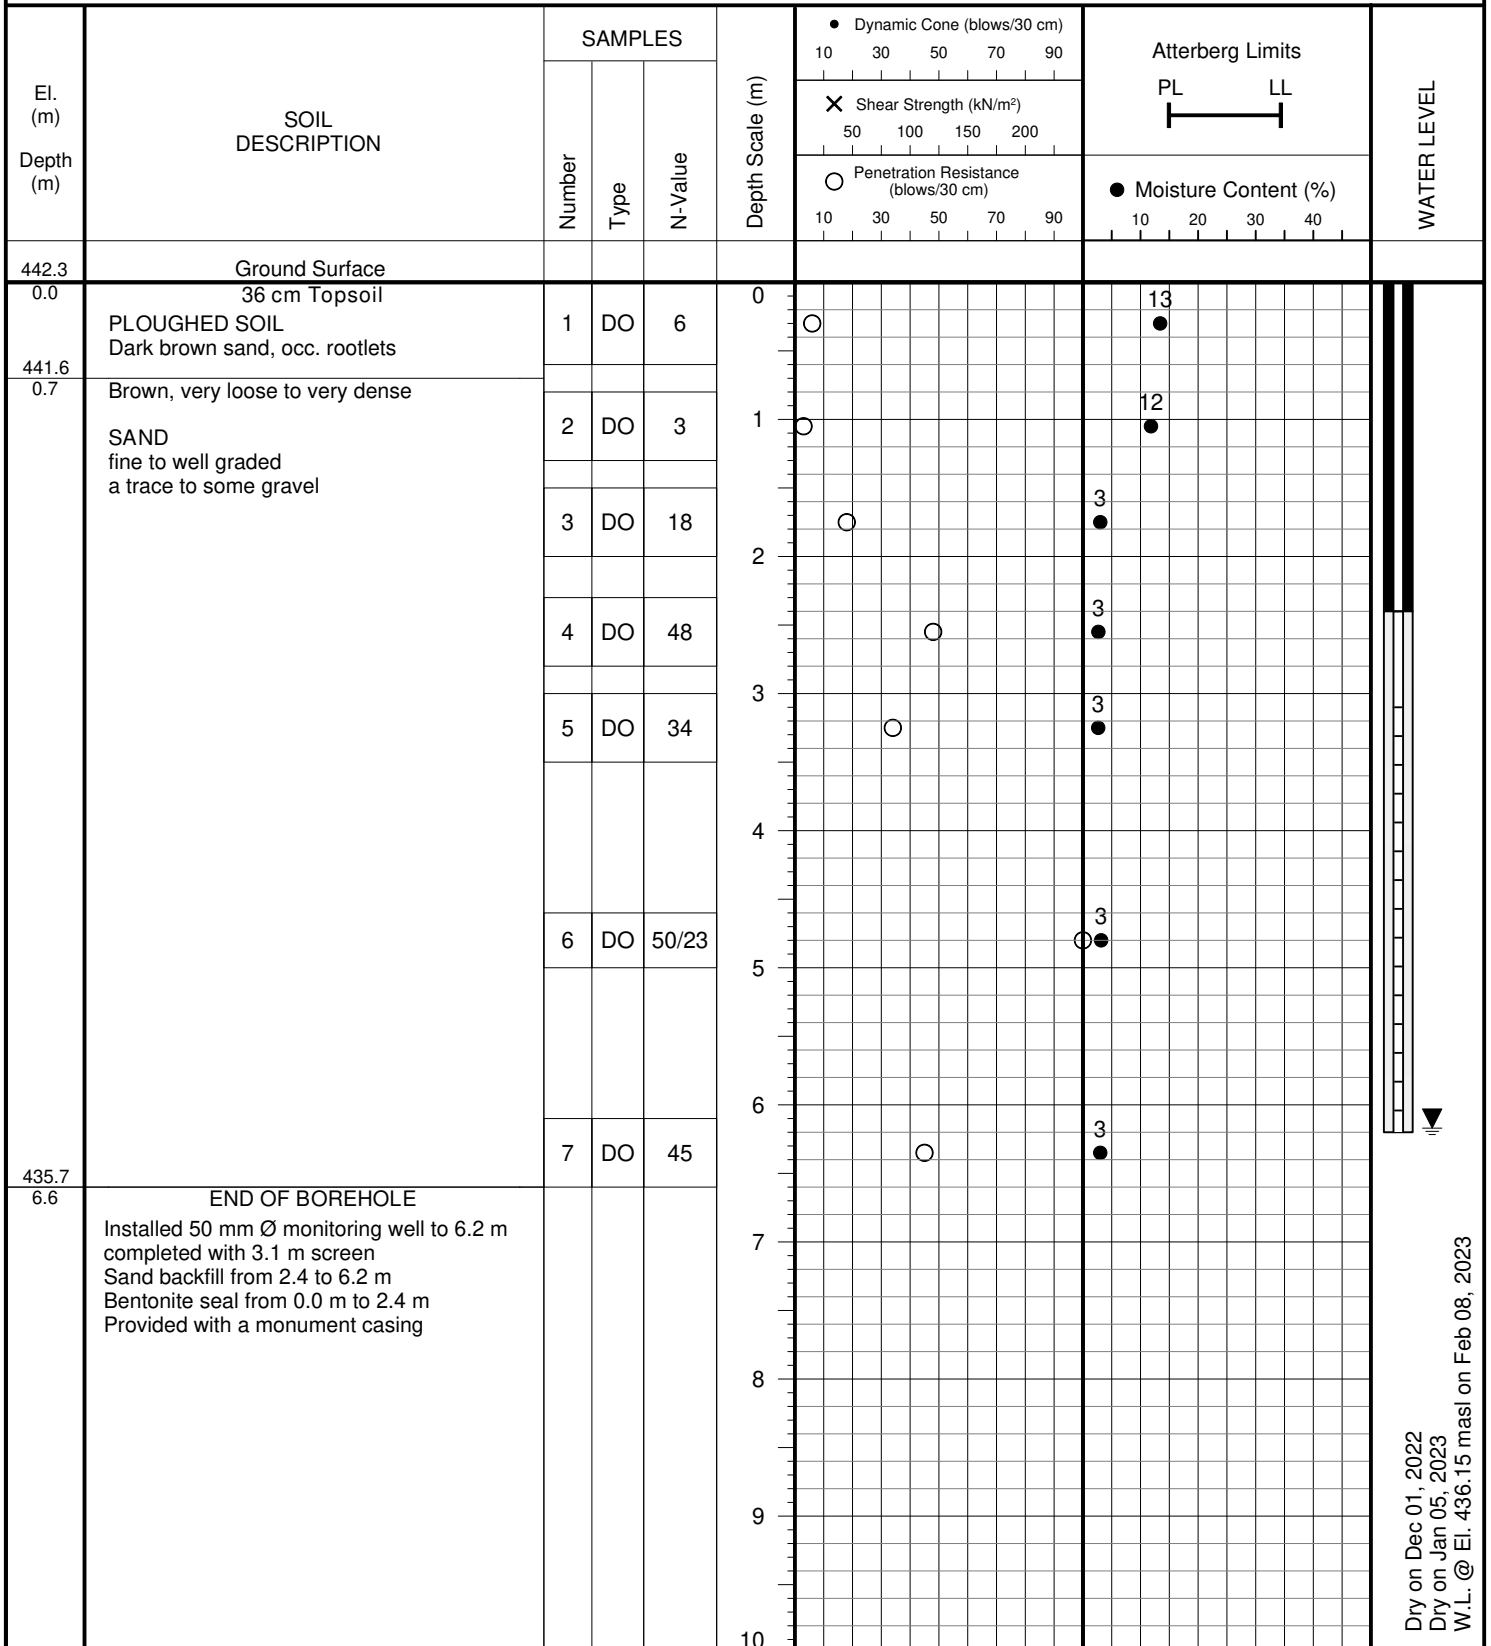 El.
(m)
Depth
(m)
SOIL
DESCRIPTION
SAMPLES
Number
Type
N-Value
Depth Scale (m)
● Dynamic Cone (blows/30 cm)
10 30 50 70 90
✕ Shear Strength (kN/m²)
50 100 150 200
○ Penetration Resistance
(blows/30 cm)
10 30 50 70 90
Atterberg Limits
PL LL
● Moisture Content (%)
10 20 30 40
WATER LEVEL
442.3 Ground Surface
0.0 36 cm Topsoil 0
13
PLOUGHED SOIL
1 DO 6
Dark brown sand, occ. rootlets
441.6
0.7 Brown, very loose to very dense
12
2 DO 3 1
SAND
fine to well graded
a trace to some gravel
3
3 DO 18
2
3
4 DO 48
3
3
5 DO 34
4
3
6 DO 50/23
5
6
3
7 DO 45
435.7
6.6 END OF BOREHOLE
Installed 50 mm Ø monitoring well to 6.2 m
completed with 3.1 m screen
Sand backfill from 2.4 to 6.2 m
Bentonite seal from 0.0 m to 2.4 m
Provided with a monument casing
7
8
9
10
Dry on Dec 01, 2022
Dry on Jan 05, 2023
W.L. @ El. 436.15 masl on Feb 08, 2023